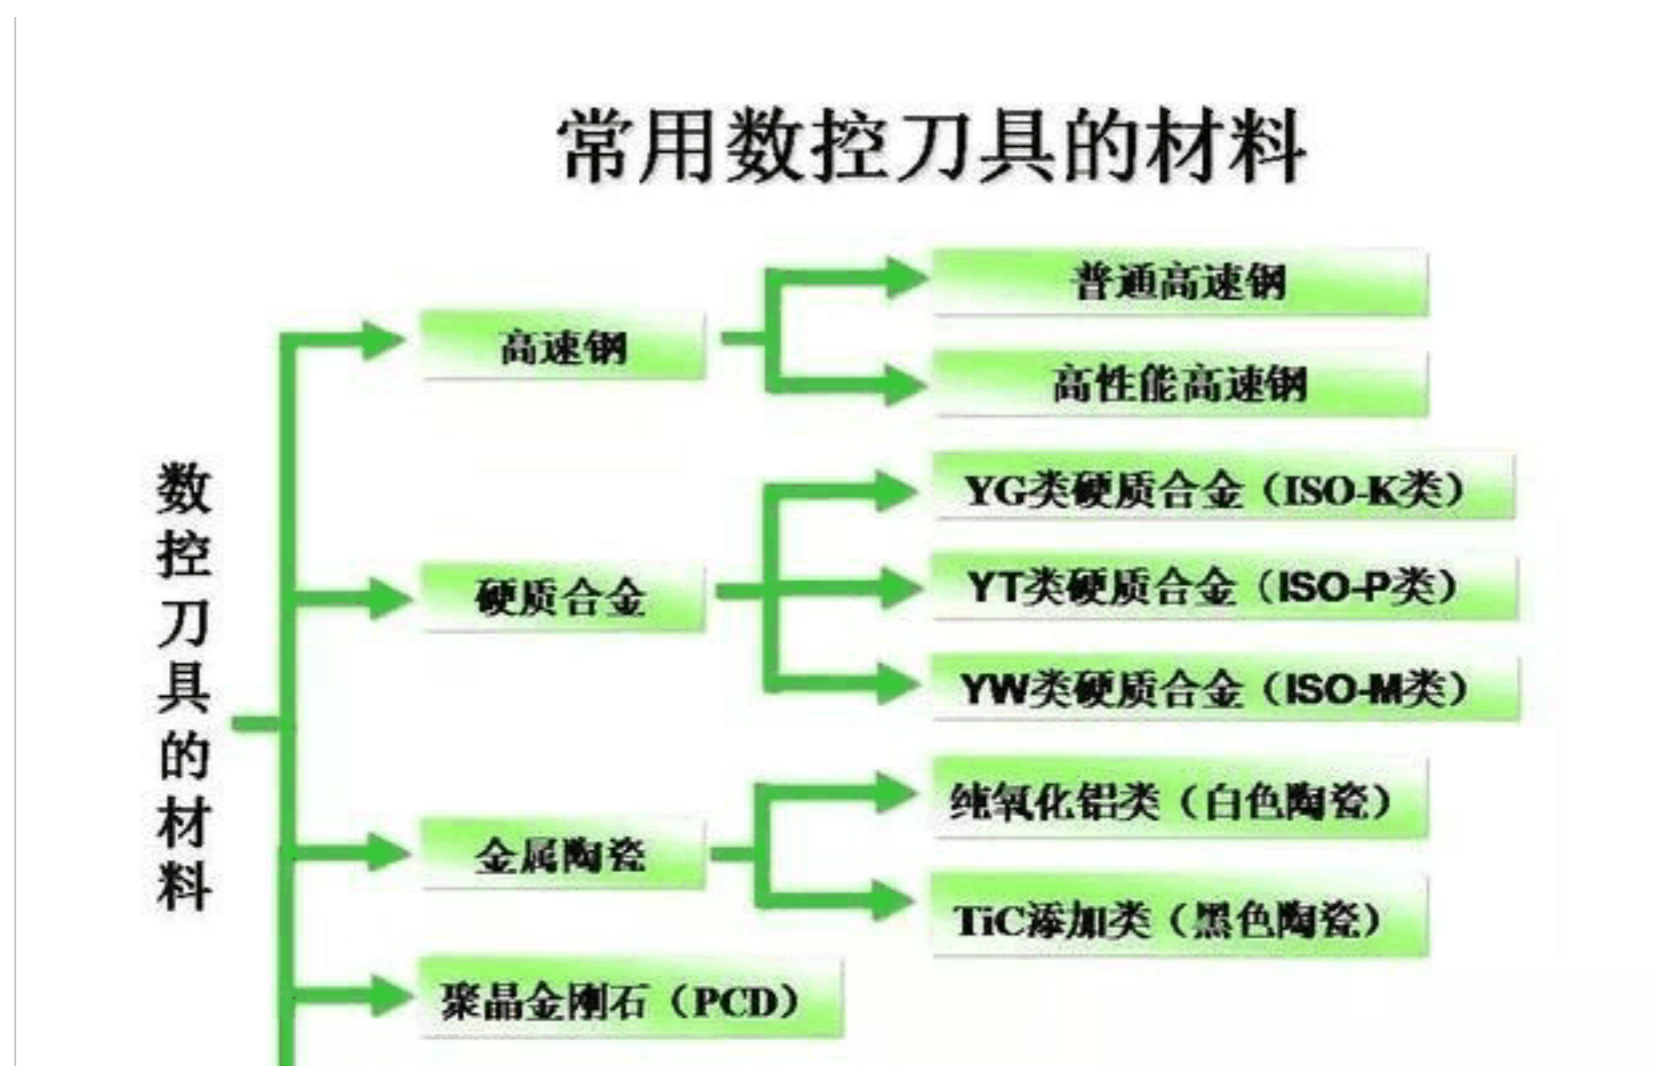 常用数控刀具的材料
数控刀具的材料
高速钢
普通高速钢
高性能高速钢
硬质合金
YG类硬质合金（ISO-K类）
YT类硬质合金（ISO-P类）
YW类硬质合金（ISO-M类）
金属陶瓷
纯氧化铝类（白色陶瓷）
TiC添加类（黑色陶瓷）
聚晶金刚石（PCD）